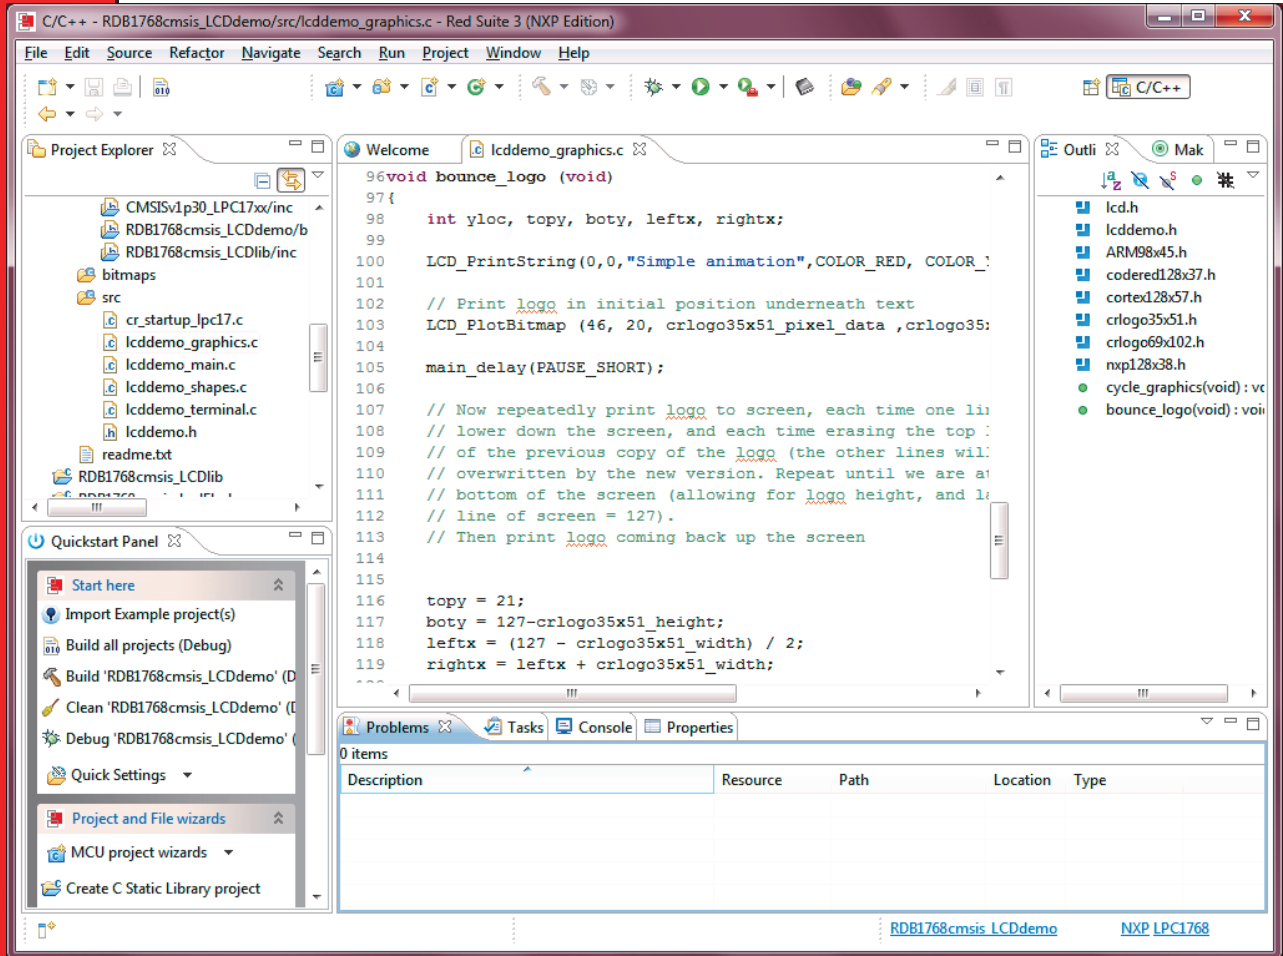 C/C++ - RDB1768cmsis_LCDdemo/src/lcddemo_graphics.c - Red Suite 3 (NXP Edition)
File Edit Source Refactor Navigate Search Run Project Window Help
C/C++
Project Explorer
CMSISv1p30_LPC17xx/inc
RDB1768cmsis_LCDdemo/b
RDB1768cmsis_LCDlib/inc
bitmaps
src
cr_startup_lpc17.c
lcddemo_graphics.c
lcddemo_main.c
lcddemo_shapes.c
lcddemo_terminal.c
lcddemo.h
readme.txt
RDB1768cmsis_LCDlib
Welcome lcddemo_graphics.c
96 void bounce_logo (void)
97 {
98 int yloc, topy, boty, leftx, rightx;
99
100 LCD_PrintString(0,0,"Simple animation",COLOR_RED, COLOR_Y
101
102 // Print logo in initial position underneath text
103 LCD_PlotBitmap (46, 20, crlogo35x51_pixel_data ,crlogo35x
104
105 main_delay(PAUSE_SHORT);
106
107 // Now repeatedly print logo to screen, each time one lin
108 // lower down the screen, and each time erasing the top l
109 // of the previous copy of the logo (the other lines will
110 // overwritten by the new version. Repeat until we are at
111 // bottom of the screen (allowing for logo height, and la
112 // line of screen = 127).
113 // Then print logo coming back up the screen
114
115
116 topy = 21;
117 boty = 127-crlogo35x51_height;
118 leftx = (127 - crlogo35x51_width) / 2;
119 rightx = leftx + crlogo35x51_width;
Outli Mak
lcd.h
lcddemo.h
ARM98x45.h
codered128x37.h
cortex128x57.h
crlogo35x51.h
crlogo69x102.h
nxp128x38.h
cycle_graphics(void) : vo
bounce_logo(void) : voi
Quickstart Panel
Start here
Import Example project(s)
Build all projects (Debug)
Build 'RDB1768cmsis_LCDdemo' (D
Clean 'RDB1768cmsis_LCDdemo' (D
Debug 'RDB1768cmsis_LCDdemo' (
Quick Settings
Project and File wizards
MCU project wizards
Create C Static Library project
Problems Tasks Console Properties
0 items
Description Resource Path Location Type
RDB1768cmsis_LCDdemo NXP LPC1768